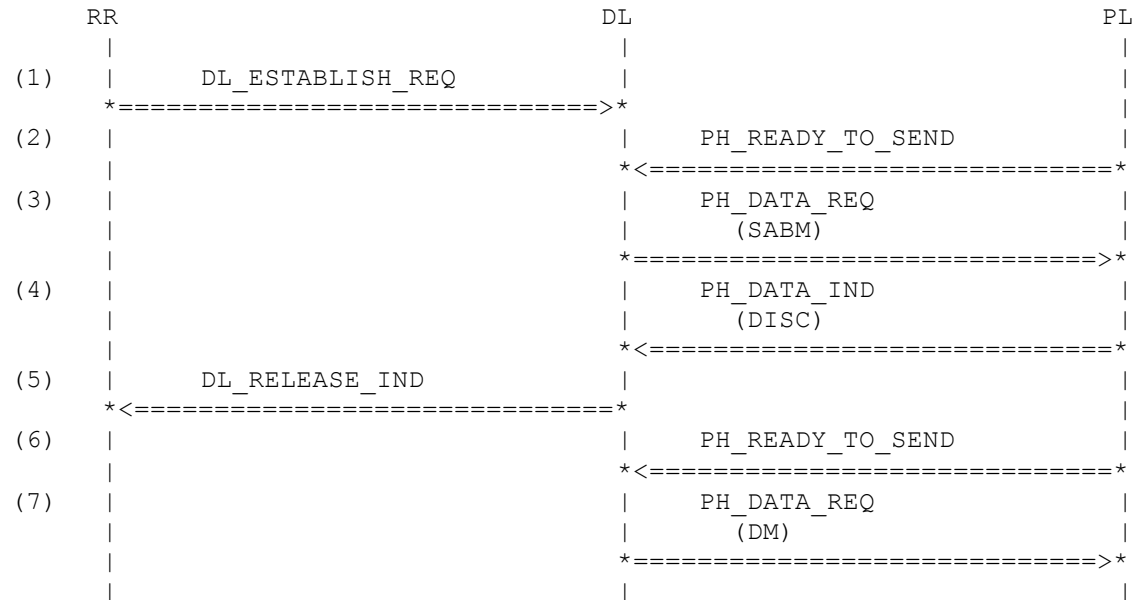 RR DL PL
(1) DL_ESTABLISH_REQ
(2) PH_READY_TO_SEND
(3) PH_DATA_REQ
(SABM)
(4) PH_DATA_IND
(DISC)
(5) DL_RELEASE_IND
(6) PH_READY_TO_SEND
(7) PH_DATA_REQ
(DM)